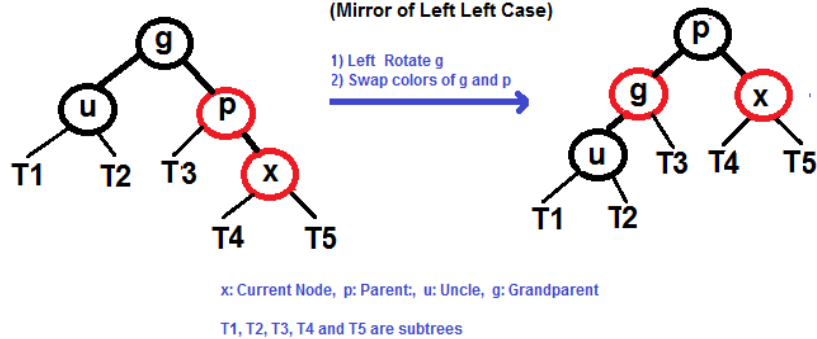 (Mirror of Left Left Case)
1) Left Rotate g
2) Swap colors of g and p
g
u
p
T1
T2
T3
x
T4
T5
p
g
x
u
T3
T4
T5
T1
T2
x: Current Node, p: Parent:, u: Uncle, g: Grandparent
T1, T2, T3, T4 and T5 are subtrees